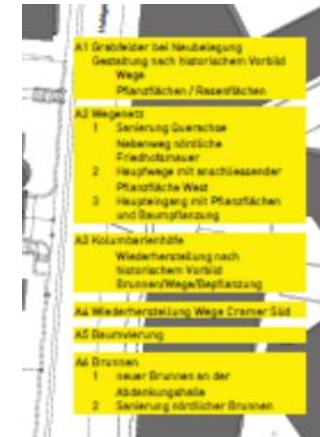 A1 Grabfelder bei Neubelegung
Gestaltung nach historischem Vorbild
Wege
Pflanzflächen / Rasenflächen
A2 Wegenetz
1 Sanierung Querachse
Nebenweg nördliche
Friedhofsmauer
2 Hauptwege mit anschliessender
Pflanzfläche West
3 Haupteingang mit Pflanzflächen
und Baumpflanzung
A3 Kolumbarienhöfe
Wiederherstellung nach
historischem Vorbild
Brunnen/Wege/Bepflanzung
A4 Wiederherstellung Wege Cramer Süd
A5 Baumvierung
A6 Brunnen
1 neuer Brunnen an der
Abdankungshalle
2 Sanierung nördlicher Brunnen